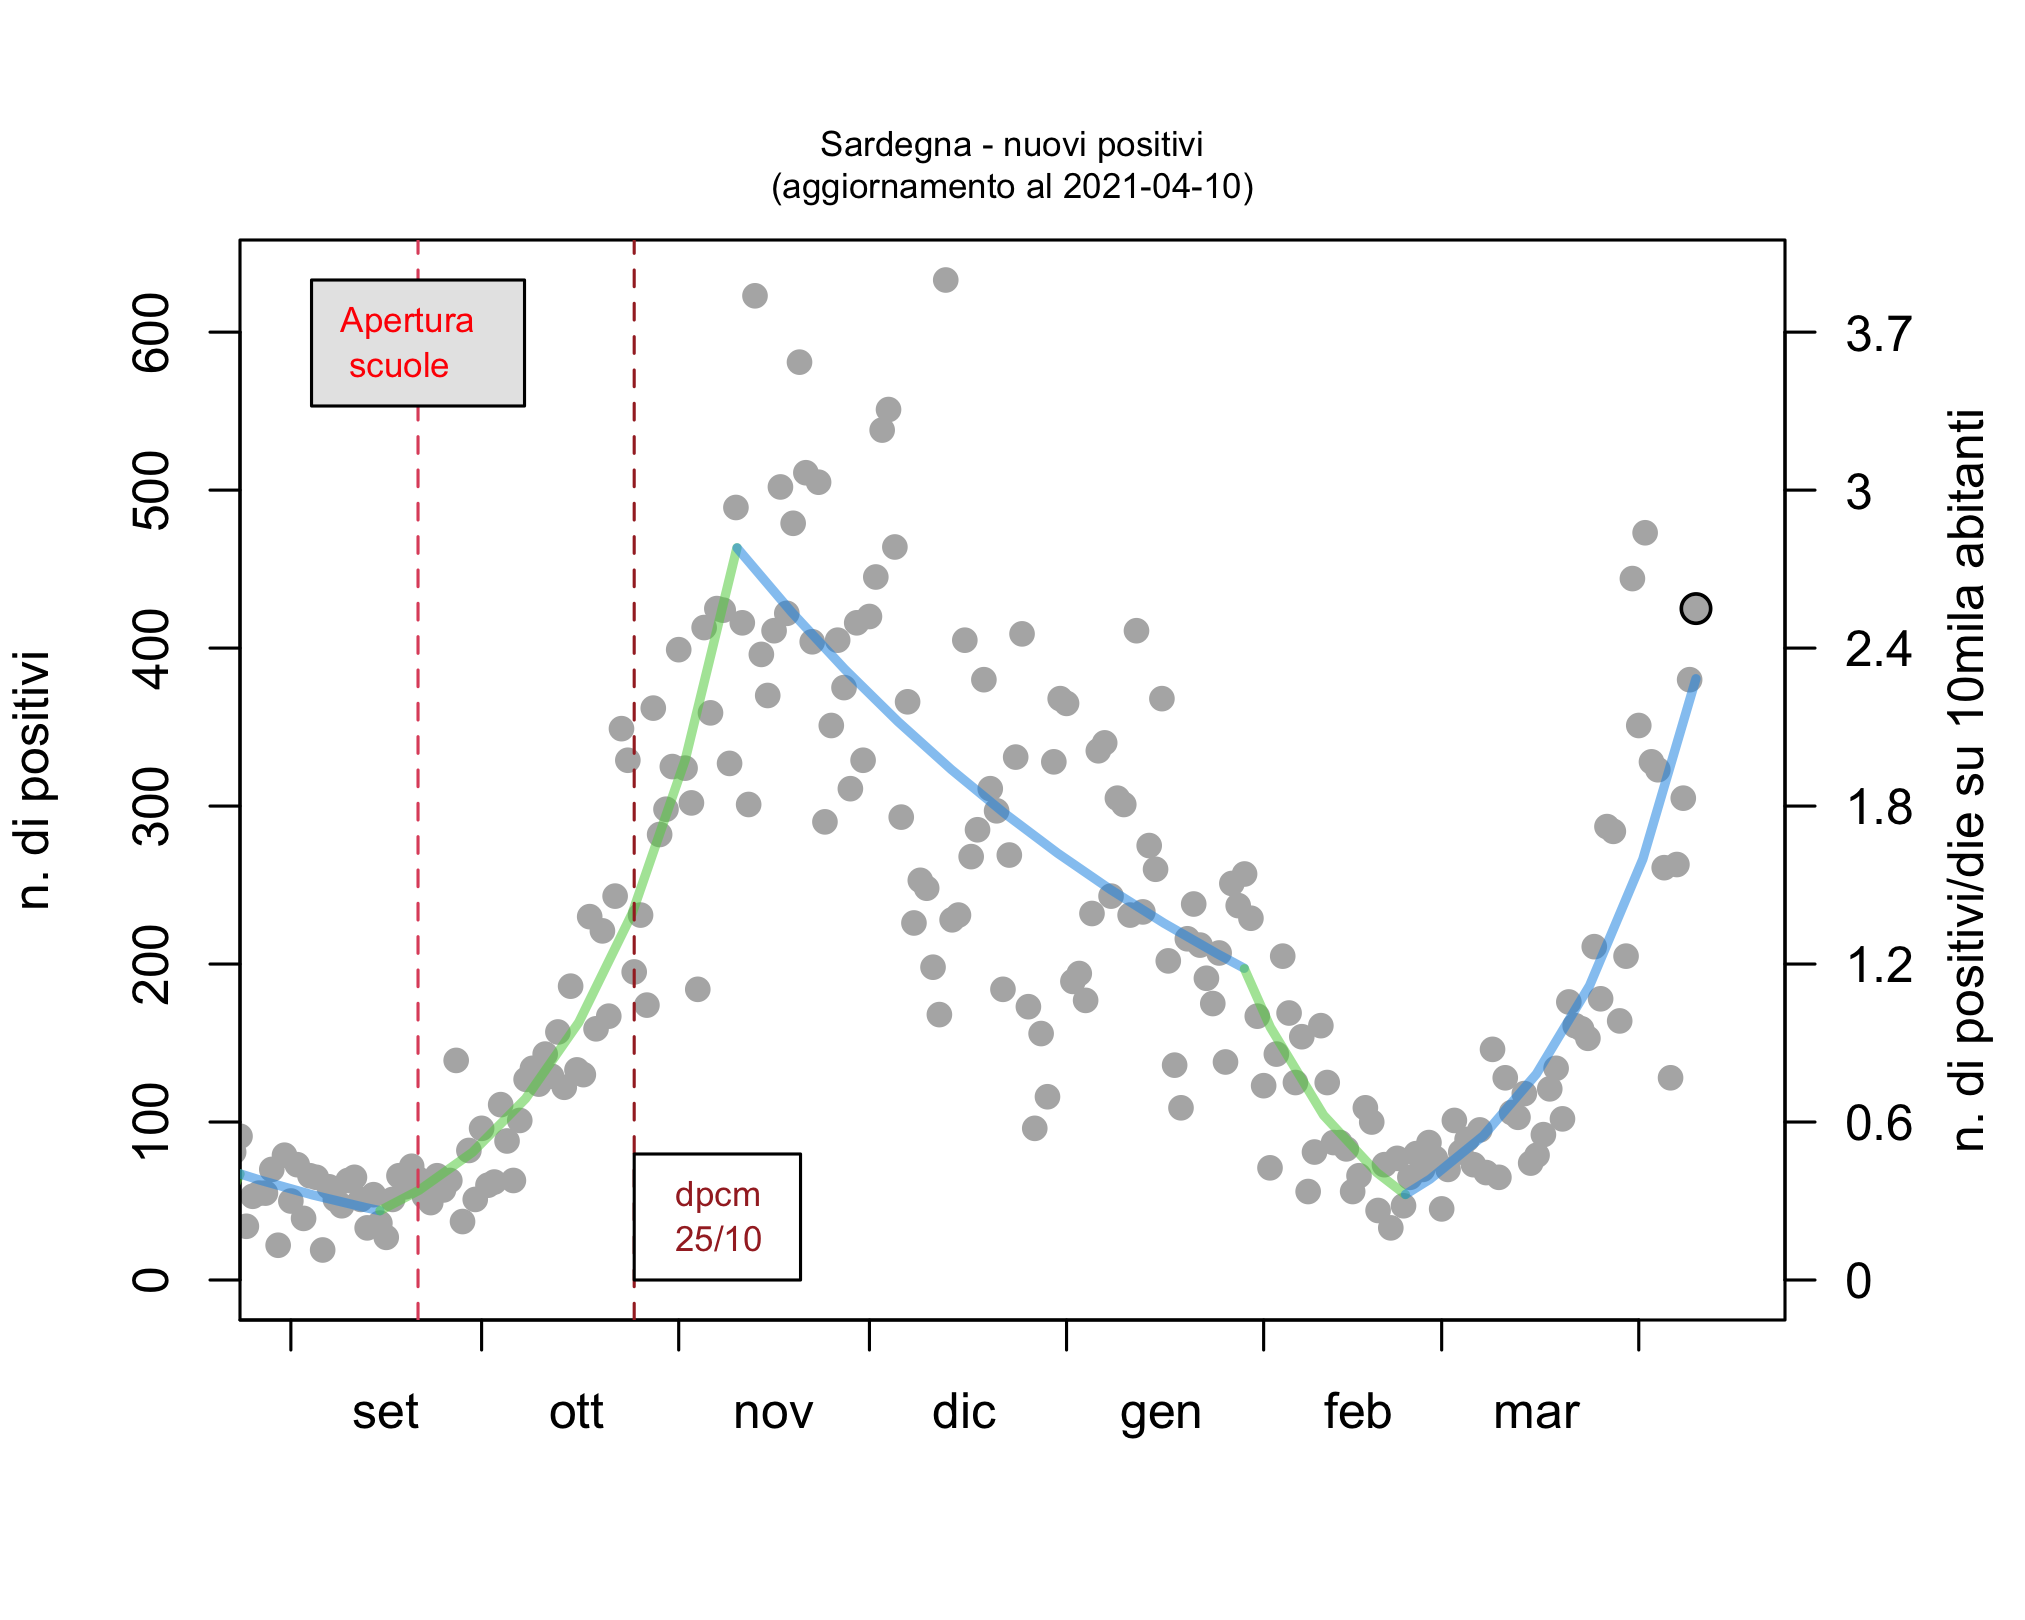 Sardegna - nuovi positivi
(aggiornamento al 2021-04-10)
Apertura
scuole
dpcm
25/10
n. di positivi
0
100
200
300
400
500
600
n. di positivi/die su 10mila abitanti
0
0.6
1.2
1.8
2.4
3
3.7
set ott nov dic gen feb mar